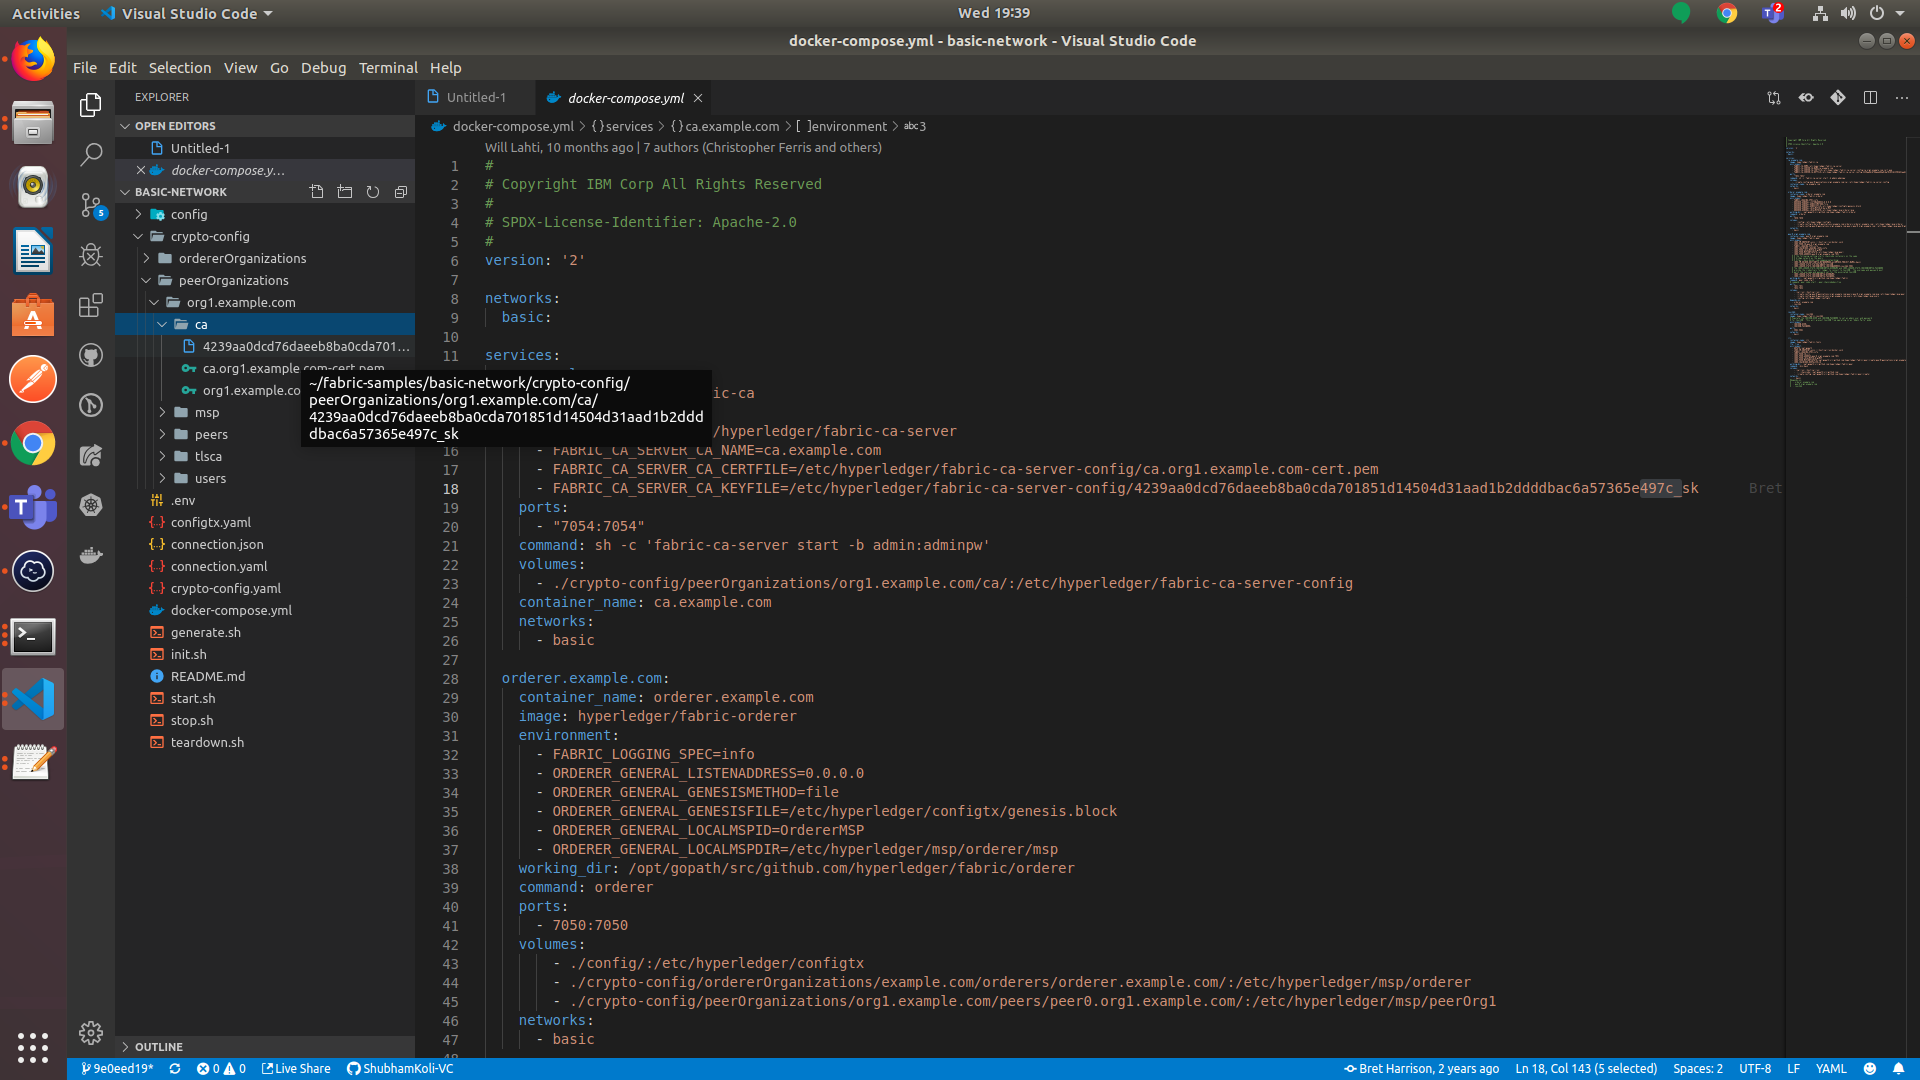 Activities
Visual Studio Code
Wed 19:39
2
docker-compose.yml - basic-network - Visual Studio Code
File Edit Selection View Go Debug Terminal Help
EXPLORER
OPEN EDITORS
Untitled-1
docker-compose.y...
BASIC-NETWORK
config
crypto-config
ordererOrganizations
peerOrganizations
org1.example.com
ca
4239aa0dcd76daeeb8ba0cda701...
ca.org1.example.com-cert.pem
org1.example.co
msp
peers
tlsca
users
.env
configtx.yaml
connection.json
connection.yaml
crypto-config.yaml
docker-compose.yml
generate.sh
init.sh
README.md
start.sh
stop.sh
teardown.sh
OUTLINE
5
~/fabric-samples/basic-network/crypto-config/
peerOrganizations/org1.example.com/ca/
4239aa0dcd76daeeb8ba0cda701851d14504d31aad1b2ddd
dbac6a57365e497c_sk
Untitled-1
docker-compose.yml
docker-compose.yml > {} services > {} ca.example.com > [ ] environment > abc 3
Will Lahti, 10 months ago | 7 authors (Christopher Ferris and others)
1 #
2 # Copyright IBM Corp All Rights Reserved
3 #
4 # SPDX-License-Identifier: Apache-2.0
5 #
6 version: '2'
7
8 networks:
9 basic:
10
11 services:
ic-ca
/hyperledger/fabric-ca-server
16 - FABRIC_CA_SERVER_CA_NAME=ca.example.com
17 - FABRIC_CA_SERVER_CA_CERTFILE=/etc/hyperledger/fabric-ca-server-config/ca.org1.example.com-cert.pem
18 - FABRIC_CA_SERVER_CA_KEYFILE=/etc/hyperledger/fabric-ca-server-config/4239aa0dcd76daeeb8ba0cda701851d14504d31aad1b2ddddbac6a57365e497c_sk Bret
19 ports:
20 - "7054:7054"
21 command: sh -c 'fabric-ca-server start -b admin:adminpw'
22 volumes:
23 - ./crypto-config/peerOrganizations/org1.example.com/ca/:/etc/hyperledger/fabric-ca-server-config
24 container_name: ca.example.com
25 networks:
26 - basic
27
28 orderer.example.com:
29 container_name: orderer.example.com
30 image: hyperledger/fabric-orderer
31 environment:
32 - FABRIC_LOGGING_SPEC=info
33 - ORDERER_GENERAL_LISTENADDRESS=0.0.0.0
34 - ORDERER_GENERAL_GENESISMETHOD=file
35 - ORDERER_GENERAL_GENESISFILE=/etc/hyperledger/configtx/genesis.block
36 - ORDERER_GENERAL_LOCALMSPID=OrdererMSP
37 - ORDERER_GENERAL_LOCALMSPDIR=/etc/hyperledger/msp/orderer/msp
38 working_dir: /opt/gopath/src/github.com/hyperledger/fabric/orderer
39 command: orderer
40 ports:
41 - 7050:7050
42 volumes:
43 - ./config/:/etc/hyperledger/configtx
44 - ./crypto-config/ordererOrganizations/example.com/orderers/orderer.example.com/:/etc/hyperledger/msp/orderer
45 - ./crypto-config/peerOrganizations/org1.example.com/peers/peer0.org1.example.com/:/etc/hyperledger/msp/peerOrg1
46 networks:
47 - basic
9e0eed19* 0 0 Live Share ShubhamKoli-VC
Bret Harrison, 2 years ago Ln 18, Col 143 (5 selected) Spaces: 2 UTF-8 LF YAML